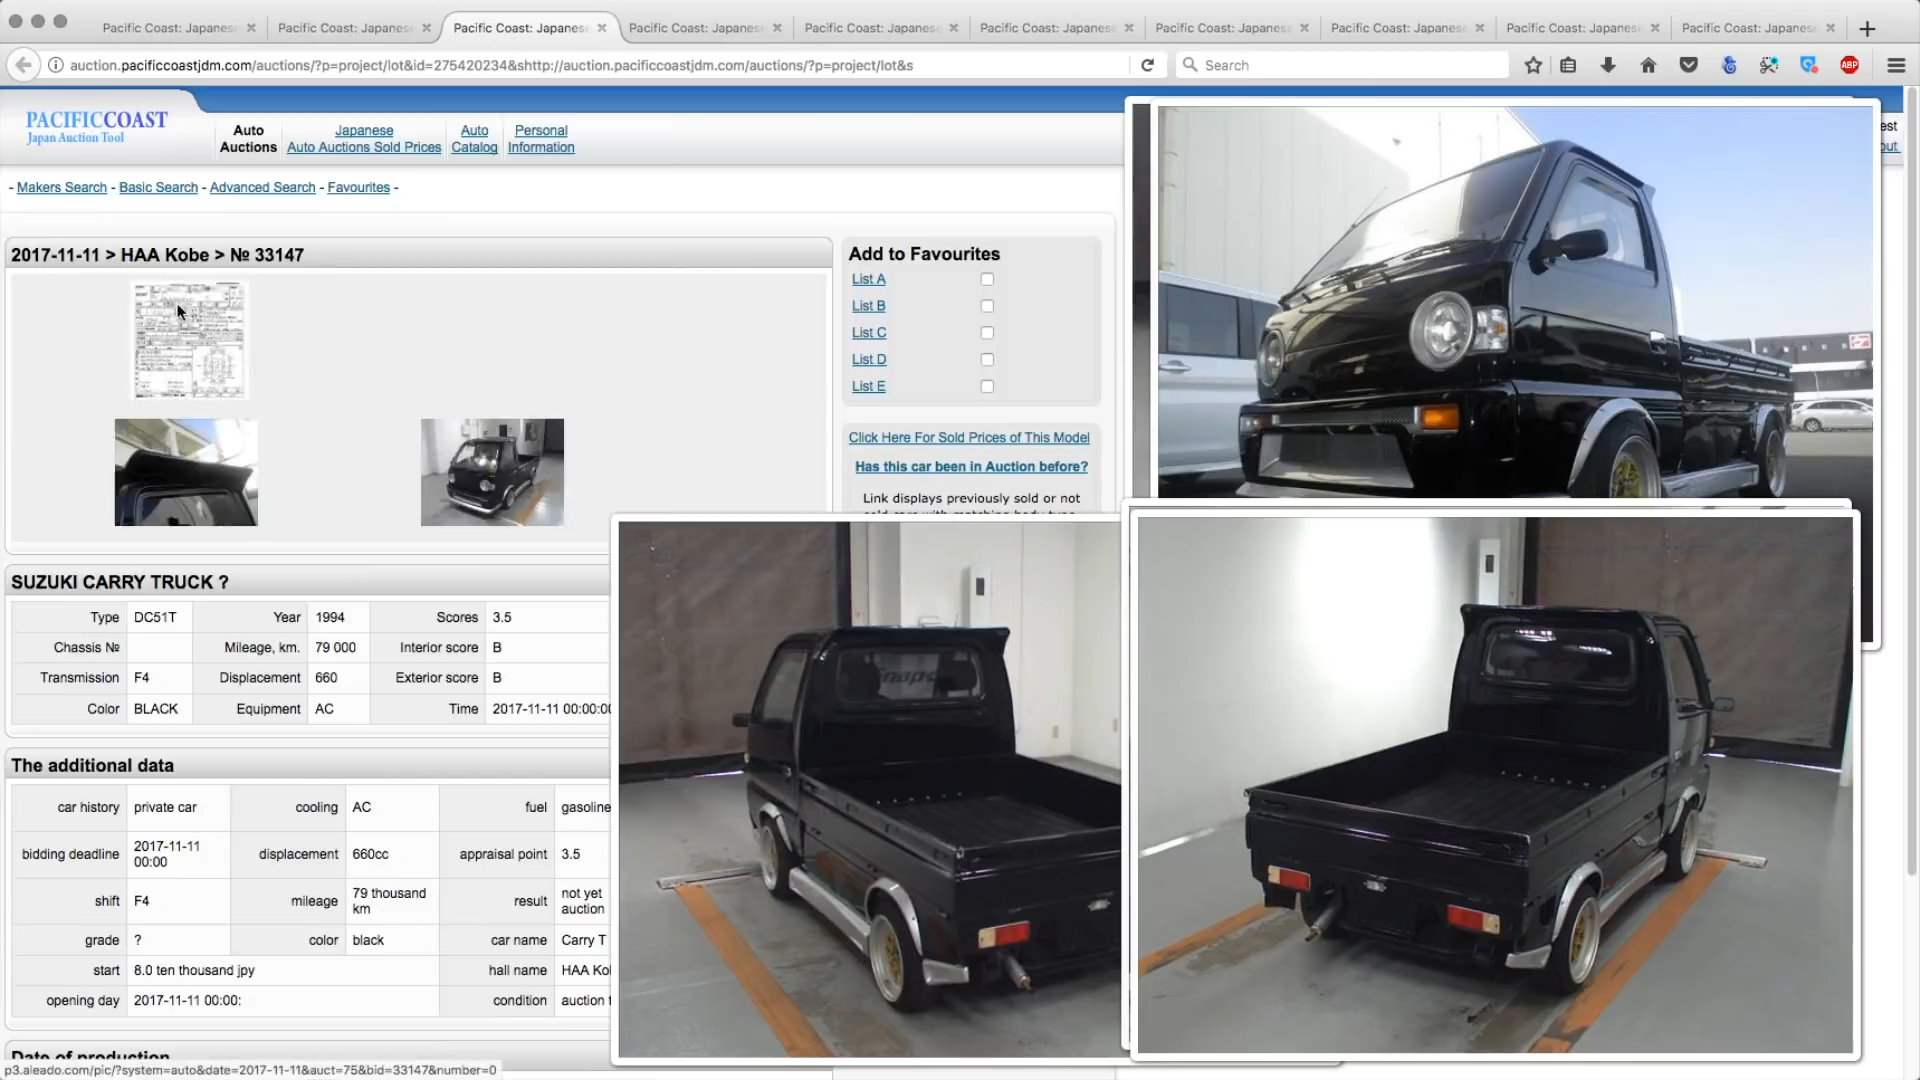 Pacific Coast: Japanese
Pacific Coast: Japanese
Pacific Coast: Japanese
Pacific Coast: Japanese
Pacific Coast: Japanese
Pacific Coast: Japanese
Pacific Coast: Japanese
Pacific Coast: Japanese
Pacific Coast: Japanese
Pacific Coast: Japanese
auction.pacificcoastjdm.com/auctions/?p=project/lot&id=275420234&shttp://auction.pacificcoastjdm.com/auctions/?p=project/lot&s
Search
ABP
PACIFICCOAST
Japan Auction Tool
Auto Auctions
Japanese Auto Auctions Sold Prices
Auto Catalog
Personal Information
est
out
- Makers Search - Basic Search - Advanced Search - Favourites -
2017-11-11 > HAA Kobe > № 33147
Add to Favourites
List A
List B
List C
List D
List E
Click Here For Sold Prices of This Model
Has this car been in Auction before?
Link displays previously sold or not
SUZUKI CARRY TRUCK ?
Type DC51T Year 1994 Scores 3.5
Chassis № Mileage, km. 79 000 Interior score B
Transmission F4 Displacement 660 Exterior score B
Color BLACK Equipment AC Time 2017-11-11 00:00:00
The additional data
car history private car cooling AC fuel gasoline
bidding deadline 2017-11-11 00:00 displacement 660cc appraisal point 3.5
shift F4 mileage 79 thousand km result not yet auction
grade ? color black car name Carry T
start 8.0 ten thousand jpy hall name HAA Ko
opening day 2017-11-11 00:00: condition auction
Date of production
p3.aleado.com/pic/?system=auto&date=2017-11-11&auct=75&bid=33147&number=0